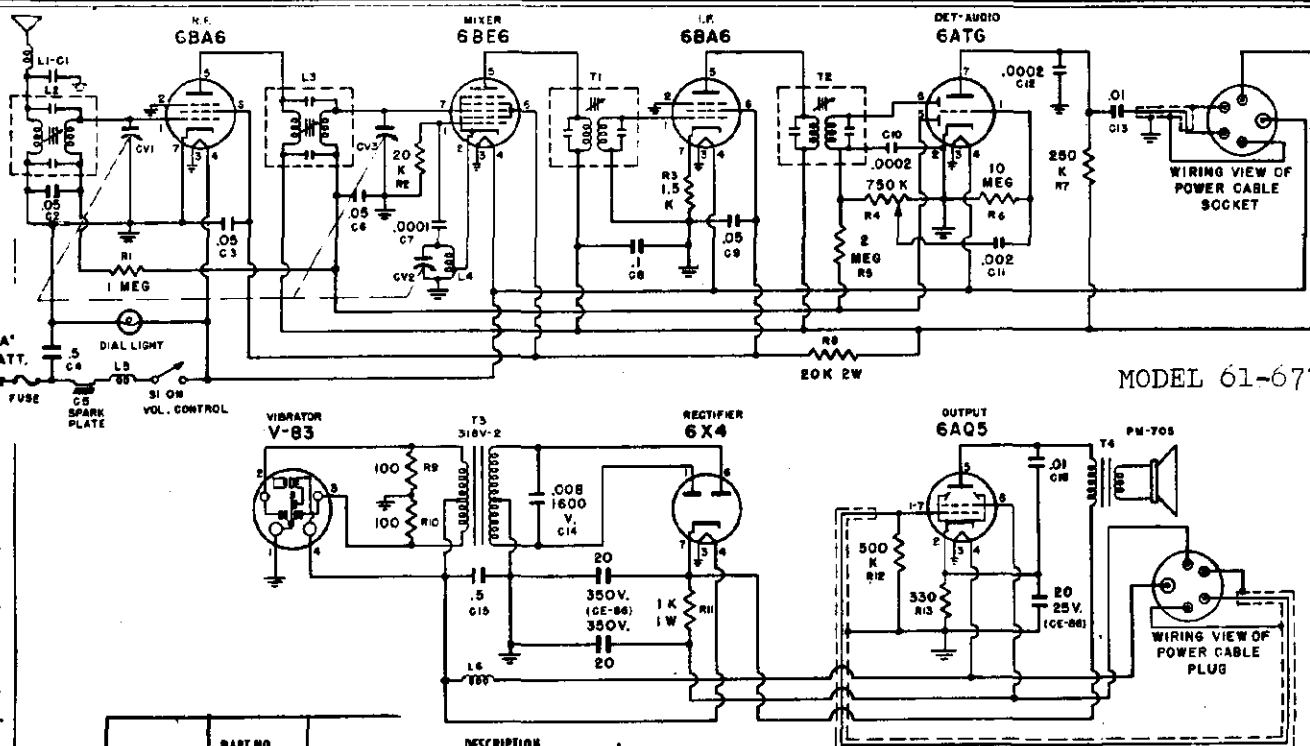 R.F.
6BA6
MIXER
6BE6
I.F.
6BA6
DET-AUDIO
6AT6
L1-C1
L2
CV1
.05
C2
.05
C3
R1
1 MEG
L3
CV3
20
K
R2
.05
C6
.0001
C7
CV2
L4
T1
R3
1.5
K
.1
C8
.05
C9
T2
C10
.0002
750 K
R4
10
MEG
R6
2
MEG
R5
.002
C11
.0002
C12
.01
C13
250
K
R7
WIRING VIEW OF
POWER CABLE
SOCKET
DIAL LIGHT
R8
20K 2W
ATT.
FUSE
.5
C4
C5
SPARK
PLATE
L5
S1 ON
VOL. CONTROL
MODEL 61-67
VIBRATOR
V-83
T3
318V-2
RECTIFIER
6X4
OUTPUT
6AQ5
T4
PM-705
100
R9
100
R10
.008
1600
V.
C14
.01
C16
.5
C15
20
350V.
(CE-86)
350V.
20
1 K
1 W
R11
500
K
R12
330
R13
20
25V.
(CE-86)
L6
WIRING VIEW OF
POWER CABLE
PLUG
PART NO.
DESCRIPTION